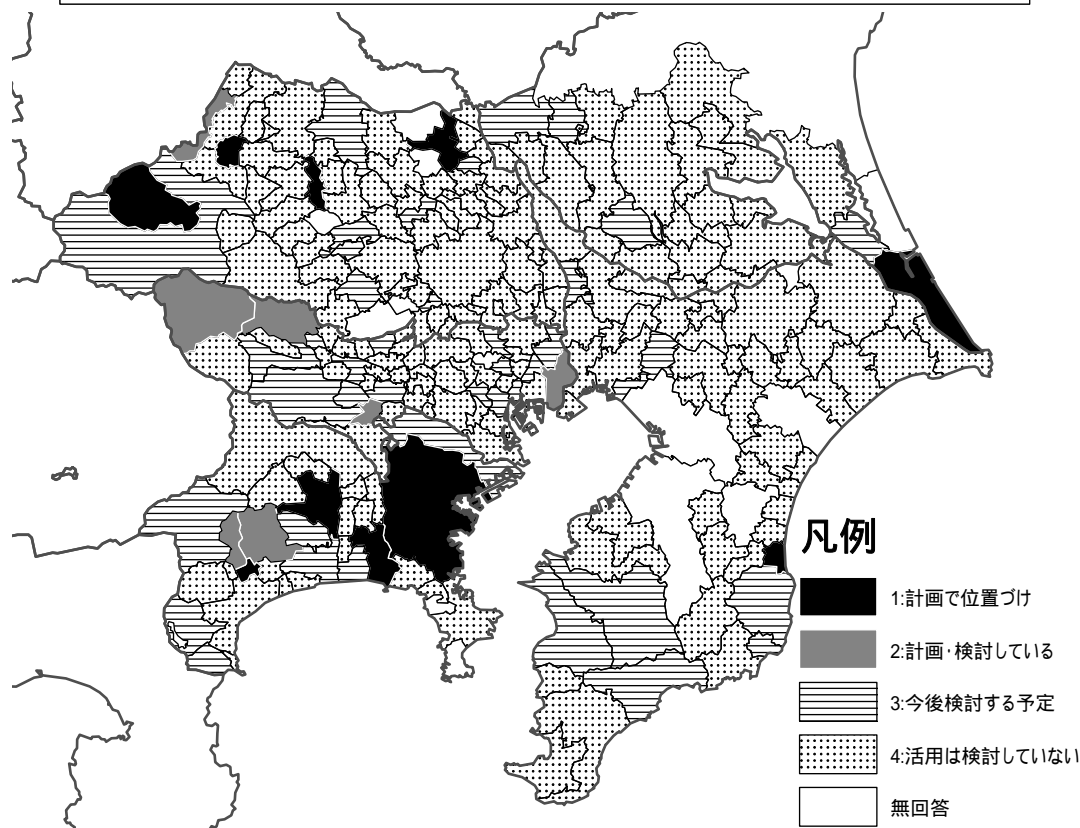 凡例
1:計画で位置づけ
2:計画・検討している
3:今後検討する予定
4:活用は検討していない
無回答